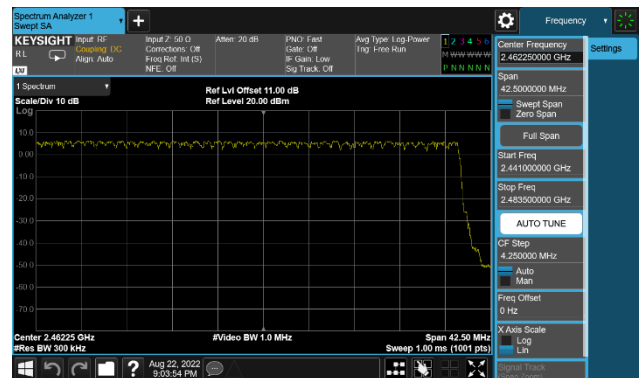 Spectrum Analyzer 1
Swept SA
Frequency
KEYSIGHT
Input: RF
Coupling: DC
Align: Auto
Input Z: 50 Ω
Corrections: Off
Freq Ref: Int (S)
NFE: Off
Atten: 20 dB
PNO: Fast
Gate: Off
IF Gain: Low
Sig Track: Off
Avg Type: Log-Power
Trig: Free Run
1 2 3 4 5 6
M W W W W W
P N N N N N
RL
LXI
Center Frequency
2.462250000 GHz
Settings
Span
42.5000000 MHz
Swept Span
Zero Span
Full Span
Start Freq
2.441000000 GHz
Stop Freq
2.483500000 GHz
AUTO TUNE
CF Step
4.250000 MHz
Auto
Man
Freq Offset
0 Hz
X Axis Scale
Log
Lin
Signal Track
(Span Zoom)
1 Spectrum
Scale/Div 10 dB
Ref Lvl Offset 11.00 dB
Ref Level 20.00 dBm
Log
10.0
0.00
-10.0
-20.0
-30.0
-40.0
-50.0
-60.0
-70.0
Center 2.46225 GHz
#Res BW 300 kHz
#Video BW 1.0 MHz
Span 42.50 MHz
Sweep 1.00 ms (1001 pts)
?
Aug 22, 2022
9:03:54 PM